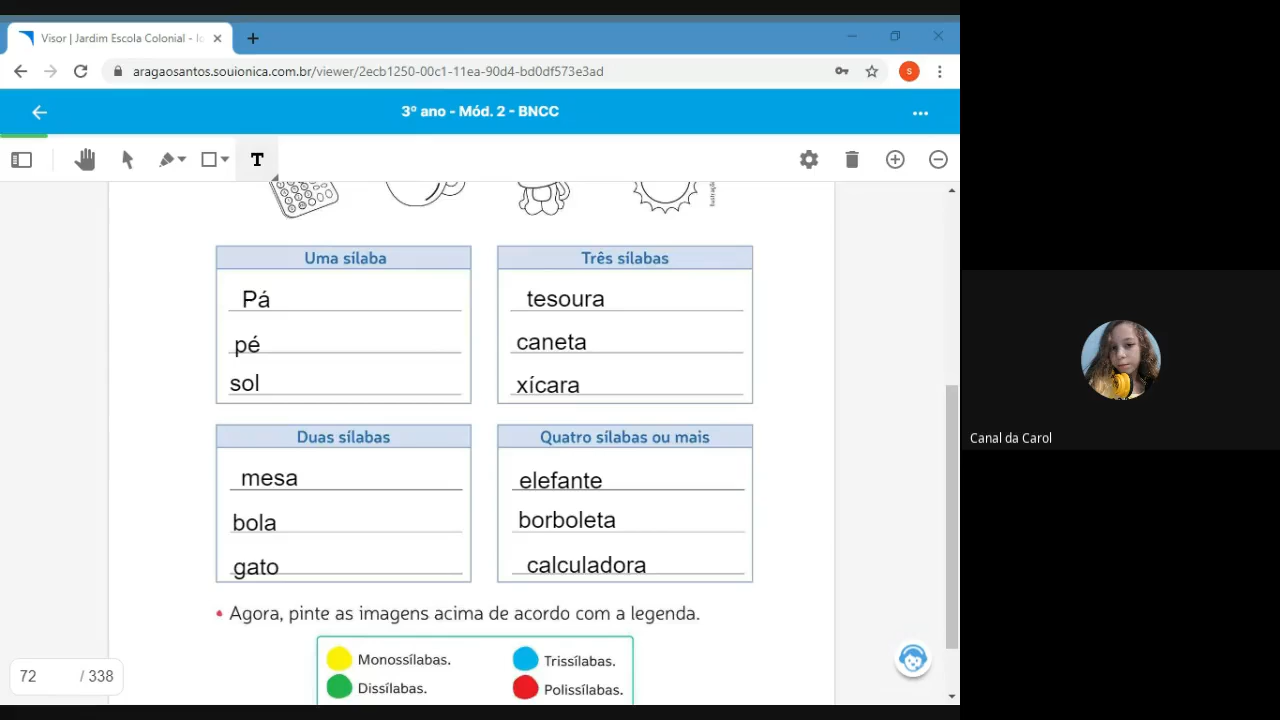 Visor | Jardim Escola Colonial - Io
aragaosantos.souionica.com.br/viewer/2ecb1250-00c1-11ea-90d4-bd0df573e3ad
S
3º ano - Mód. 2 - BNCC
T
Uma sílaba
Pá
pé
sol
Três sílabas
tesoura
caneta
xícara
Duas sílabas
mesa
bola
gato
Quatro sílabas ou mais
elefante
borboleta
calculadora
• Agora, pinte as imagens acima de acordo com a legenda.
Monossílabas.
Trissílabas.
Dissílabas.
Polissílabas.
72 / 338
Canal da Carol